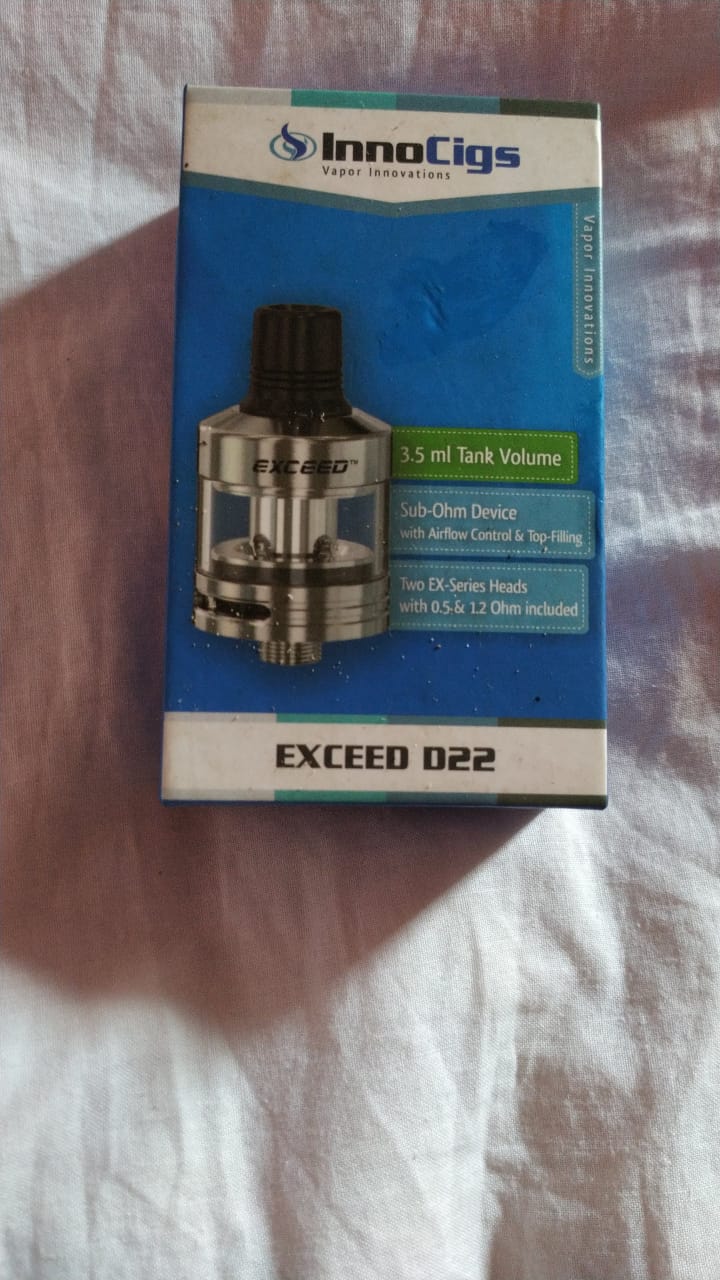 InnoCigs
Vapor Innovations
Vapor Innovations
EXCEED™
3.5 ml Tank Volume
Sub-Ohm Device
with Airflow Control & Top-Filling
Two EX-Series Heads
with 0.5 & 1.2 Ohm included
EXCEED D22